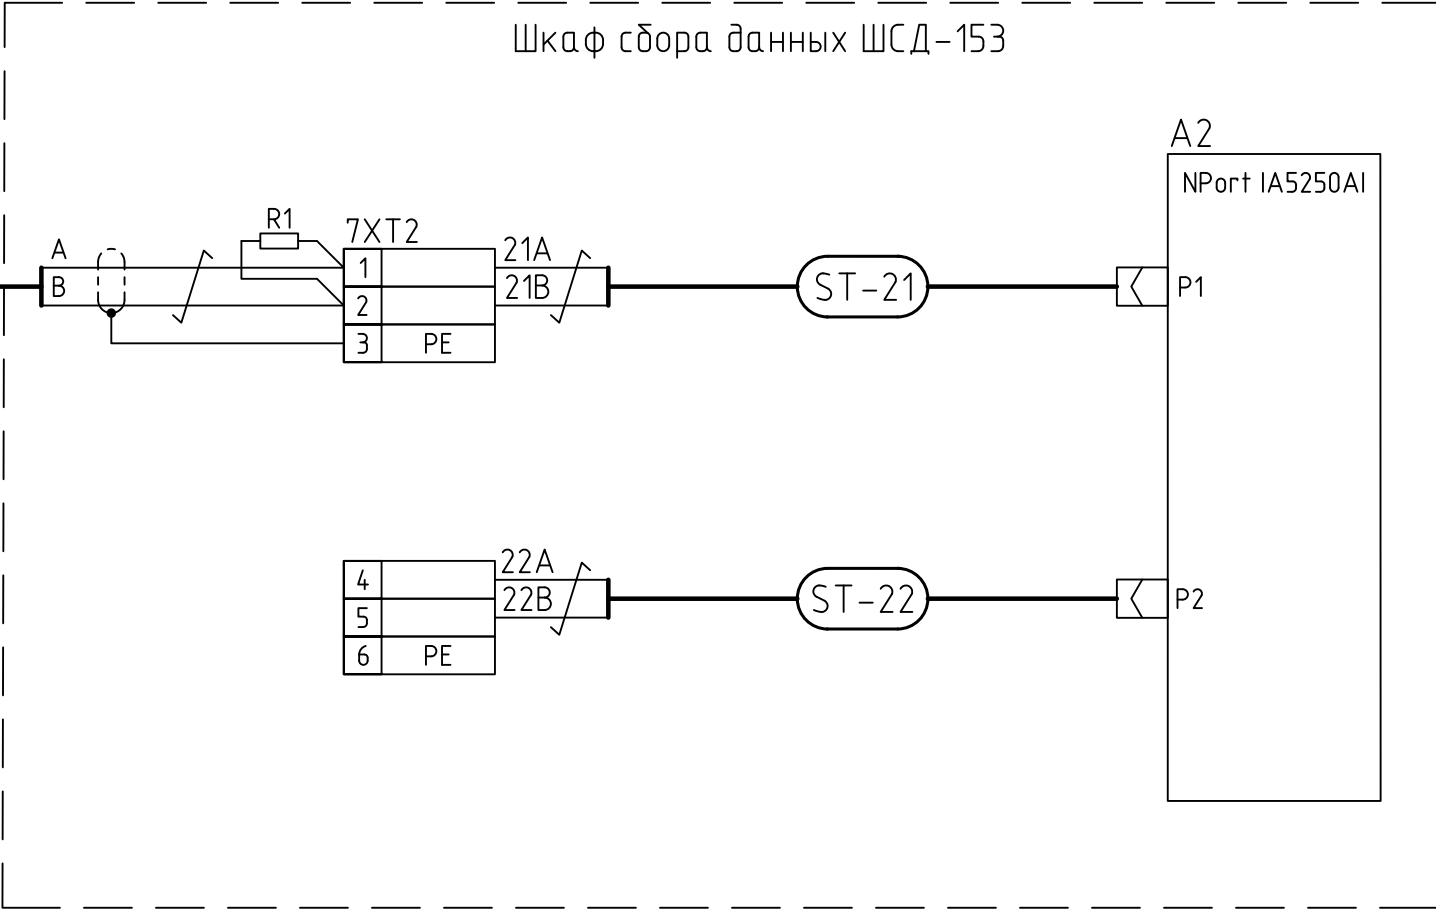 Шкаф сбора данных ШСД-153
A2
NPort IA5250AI
R1
7XT2
A
1
21A
B
21B
ST-21
P1
2
3
PE
4
22A
22B
ST-22
P2
5
6
PE